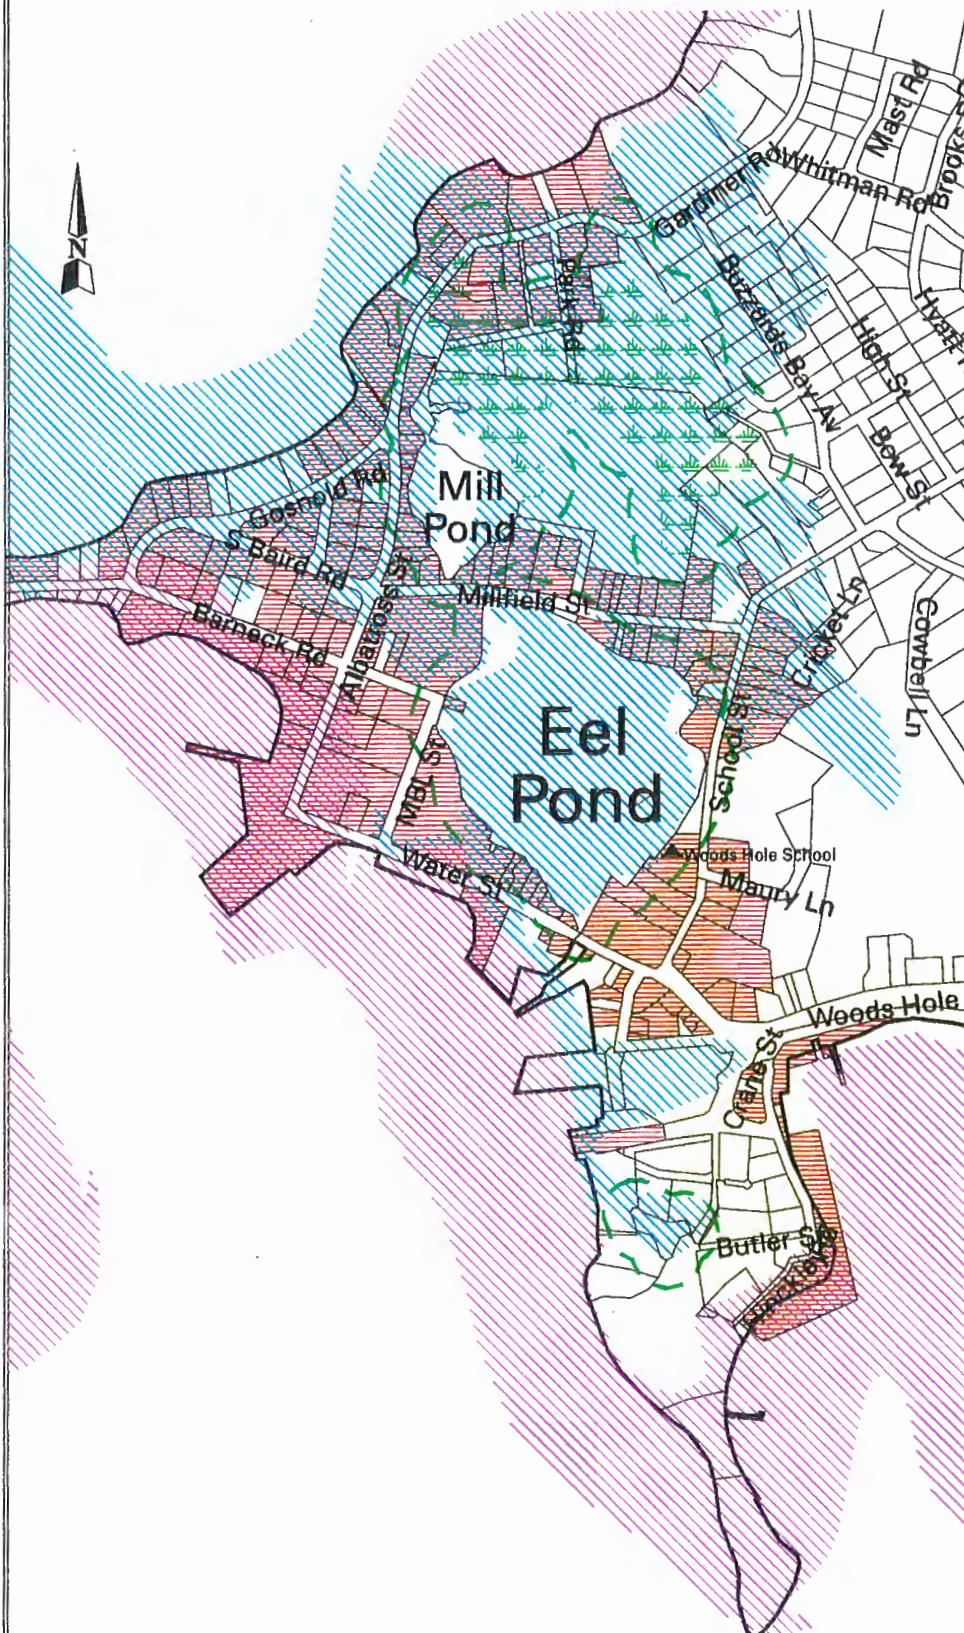 Mast Rd
Brooks Rd
Gardiner Rd
Whitman Rd
N
Park Rd
Buzzards Bay Av
High St
Hyatt
Bow St
Mill
Pond
Gosnold Rd
S Baird Rd
Millfield St
Barneck Rd
Albatross St
Cricket Ln
Cowbell Ln
Eel
Pond
School St
MBL St
Water St
Woods Hole School
Maury Ln
Woods Hole
Crane St
Butler St